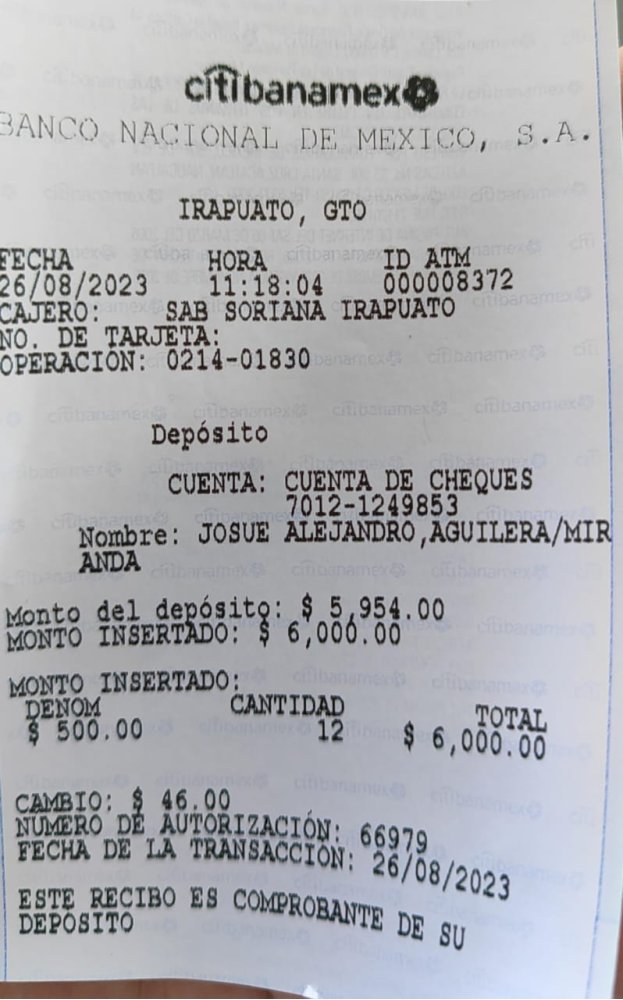 citibanamex
BANCO NACIONAL DE MEXICO, S.A.
IRAPUATO, GTO
FECHA HORA ID ATM
26/08/2023 11:18:04 000008372
CAJERO: SAB SORIANA IRAPUATO
NO. DE TARJETA:
OPERACIÓN: 0214-01830
Depósito
CUENTA: CUENTA DE CHEQUES
7012-1249853
Nombre: JOSUE ALEJANDRO,AGUILERA/MIR
ANDA
Monto del depósito: $ 5,954.00
MONTO INSERTADO: $ 6,000.00
MONTO INSERTADO:
DENOM CANTIDAD TOTAL
$ 500.00 12 $ 6,000.00
CAMBIO: $ 46.00
NUMERO DE AUTORIZACIÓN: 66979
FECHA DE LA TRANSACCIÓN: 26/08/2023
ESTE RECIBO ES COMPROBANTE DE SU
DEPOSITO